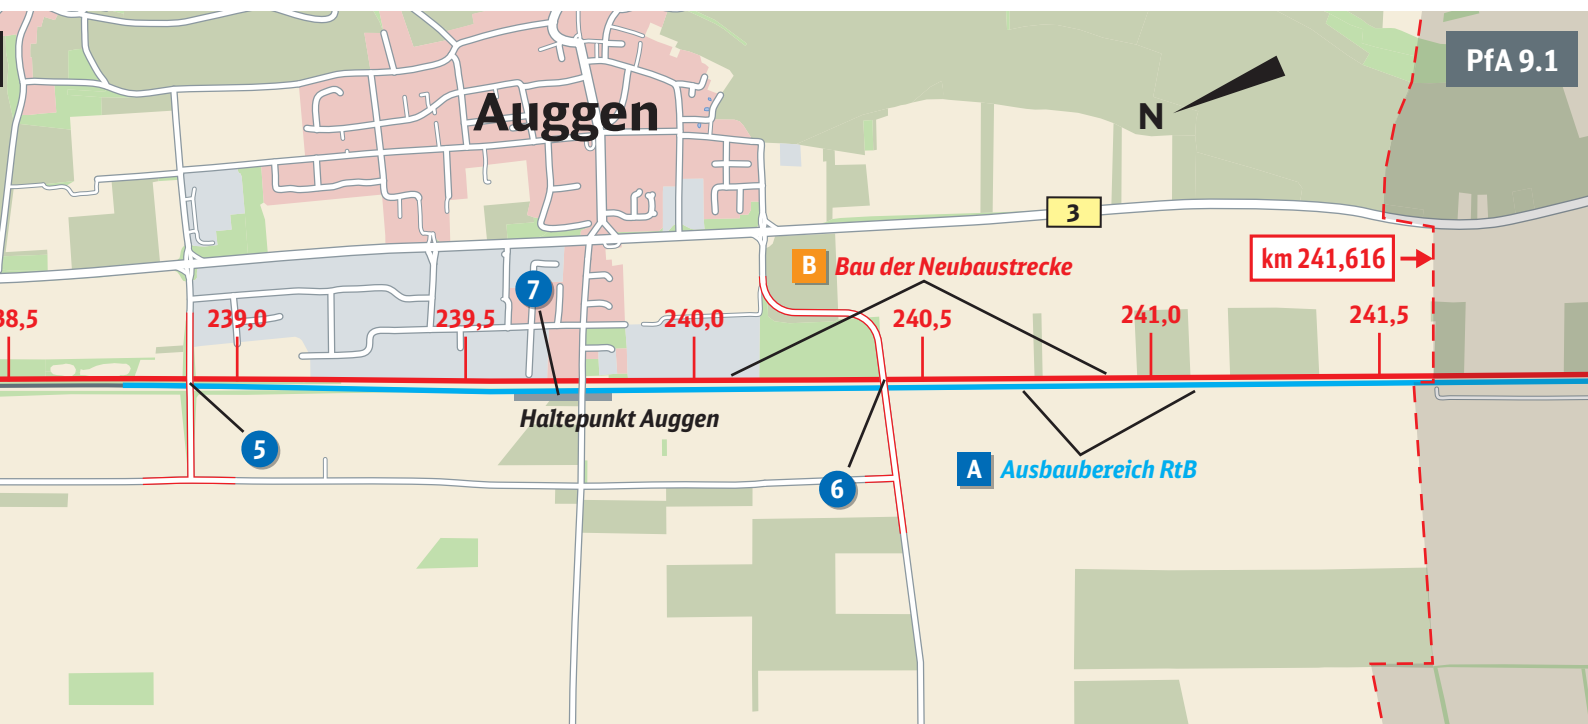 PfA 9.1
Auggen
N
3
km 241,616
B Bau der Neubaustrecke
7
38,5
239,0
239,5
240,0
240,5
241,0
241,5
Haltepunkt Auggen
5
A Ausbaubereich RtB
6